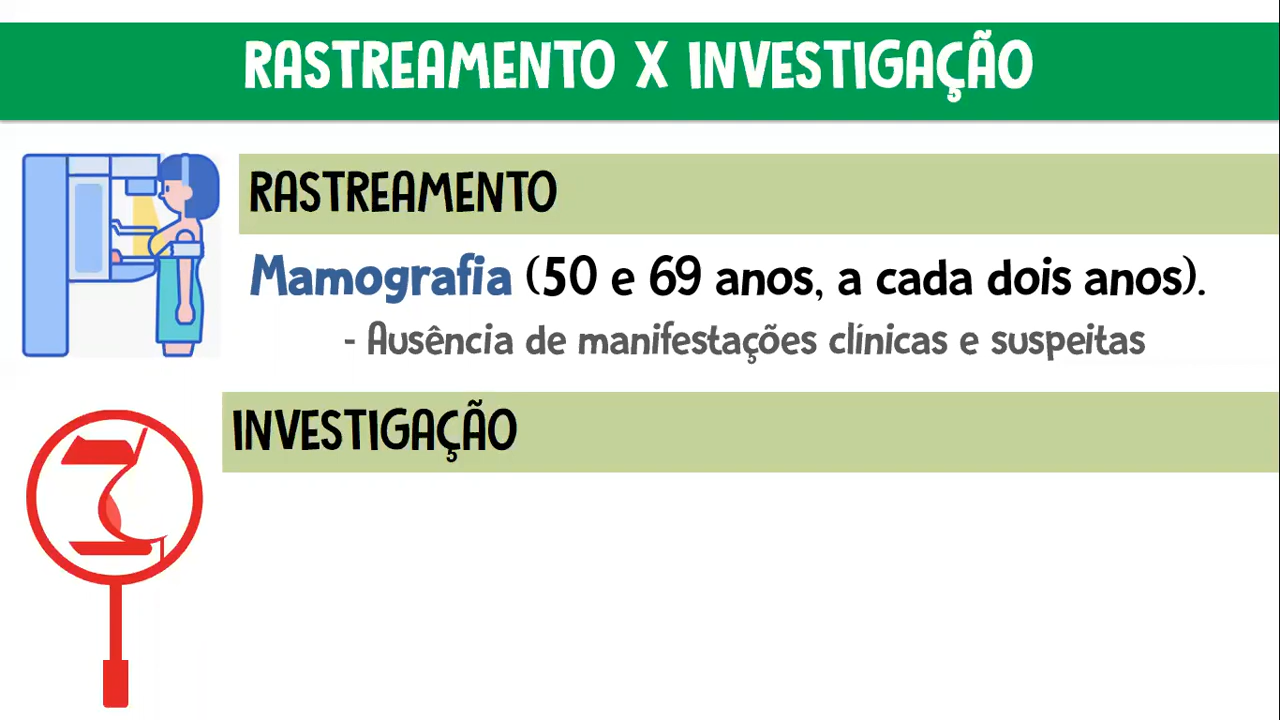 RASTREAMENTO X INVESTIGAÇÃO
RASTREAMENTO
Mamografia (50 e 69 anos, a cada dois anos).
- Ausência de manifestações clínicas e suspeitas
INVESTIGAÇÃO